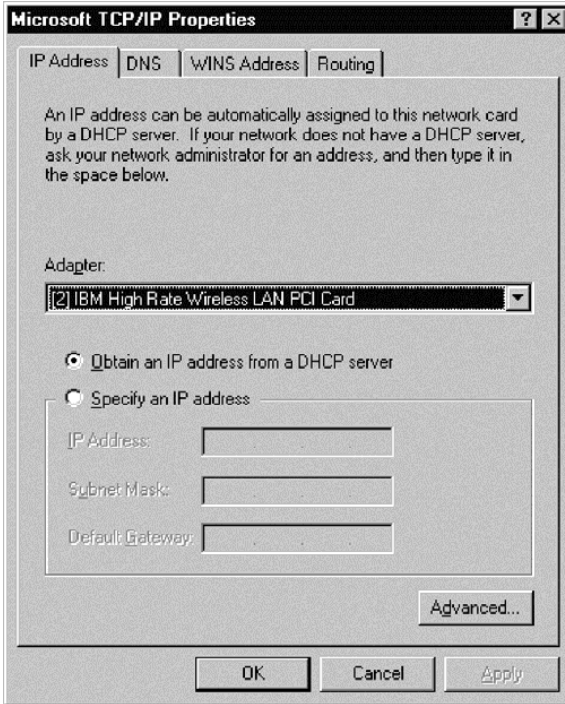 Microsoft TCP/IP Properties
? X
IP Address DNS WINS Address Routing
An IP address can be automatically assigned to this network card
by a DHCP server. If your network does not have a DHCP server,
ask your network administrator for an address, and then type it in
the space below.
Adapter:
[2] IBM High Rate Wireless LAN PCI Card
Obtain an IP address from a DHCP server
Specify an IP address
IP Address:
Subnet Mask:
Default Gateway:
Advanced...
OK Cancel Apply